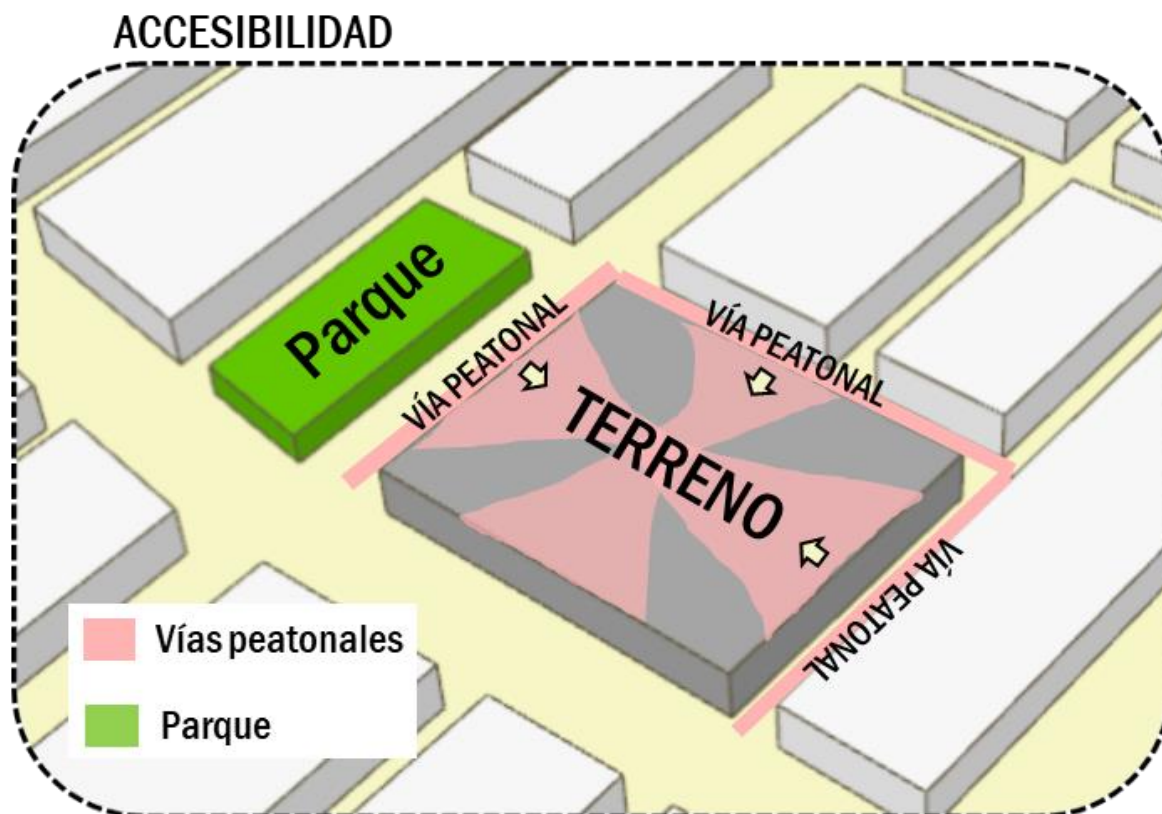 ACCESIBILIDAD
Parque
VÍA PEATONAL
VÍA PEATONAL
TERRENO
VÍA PEATONAL
Vías peatonales
Parque